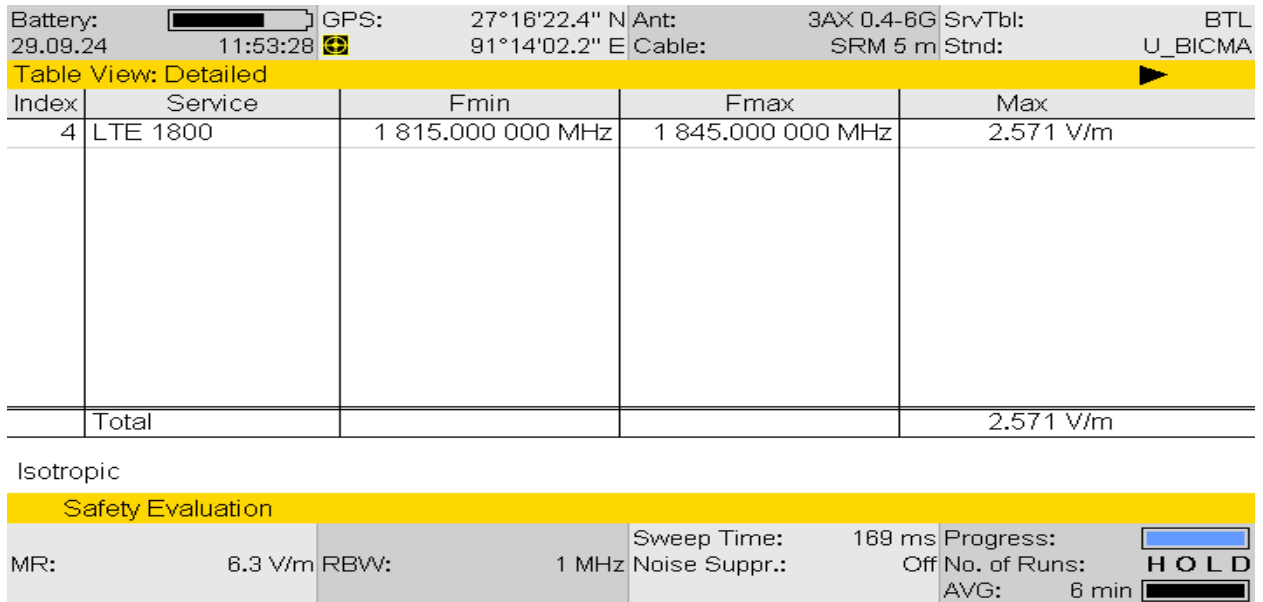 Battery: GPS: 27°16'22.4" N Ant: 3AX 0.4-6G SrvTbl: BTL
29.09.24 11:53:28 91°14'02.2" E Cable: SRM 5 m Stnd: U_BICMA
Table View: Detailed
Index Service Fmin Fmax Max
4 LTE 1800 1 815.000 000 MHz 1 845.000 000 MHz 2.571 V/m
Total 2.571 V/m
Isotropic
Safety Evaluation
Sweep Time: 169 ms Progress:
MR: 6.3 V/m RBW: 1 MHz Noise Suppr.: Off No. of Runs: HOLD
AVG: 6 min